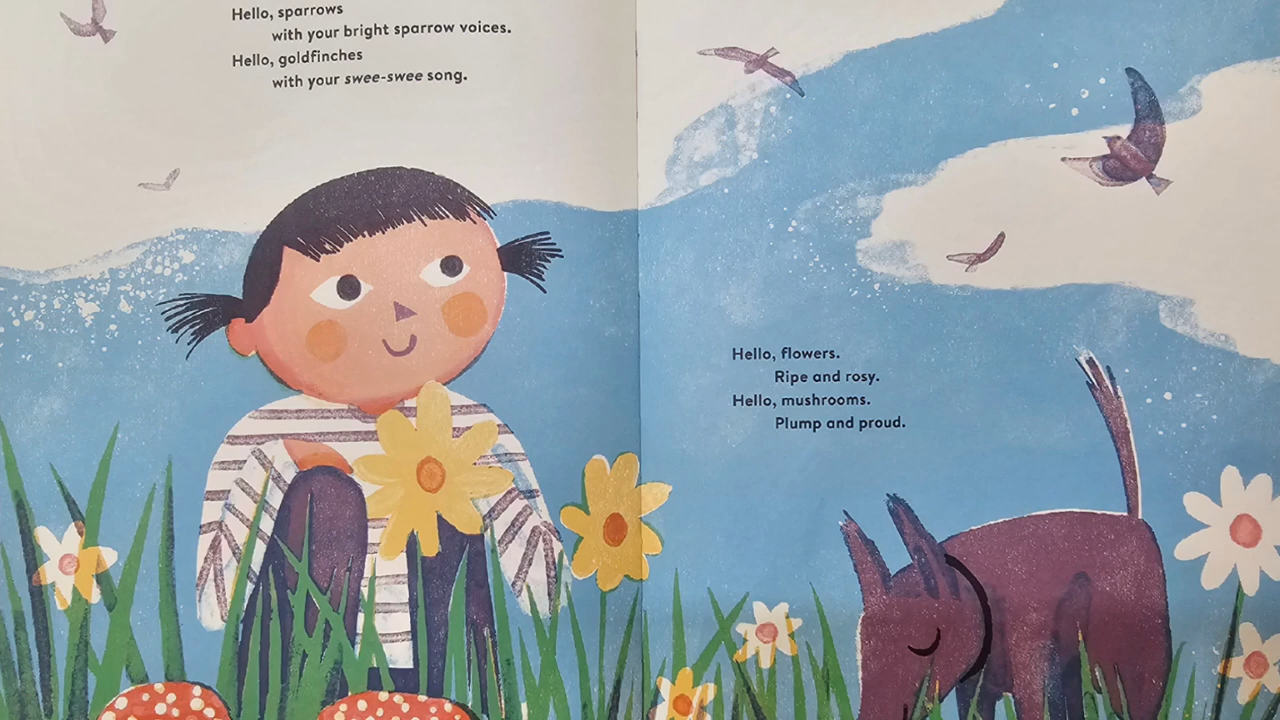 Hello, sparrows
with your bright sparrow voices.
Hello, goldfinches
with your swee-swee song.
Hello, flowers.
Ripe and rosy.
Hello, mushrooms.
Plump and proud.